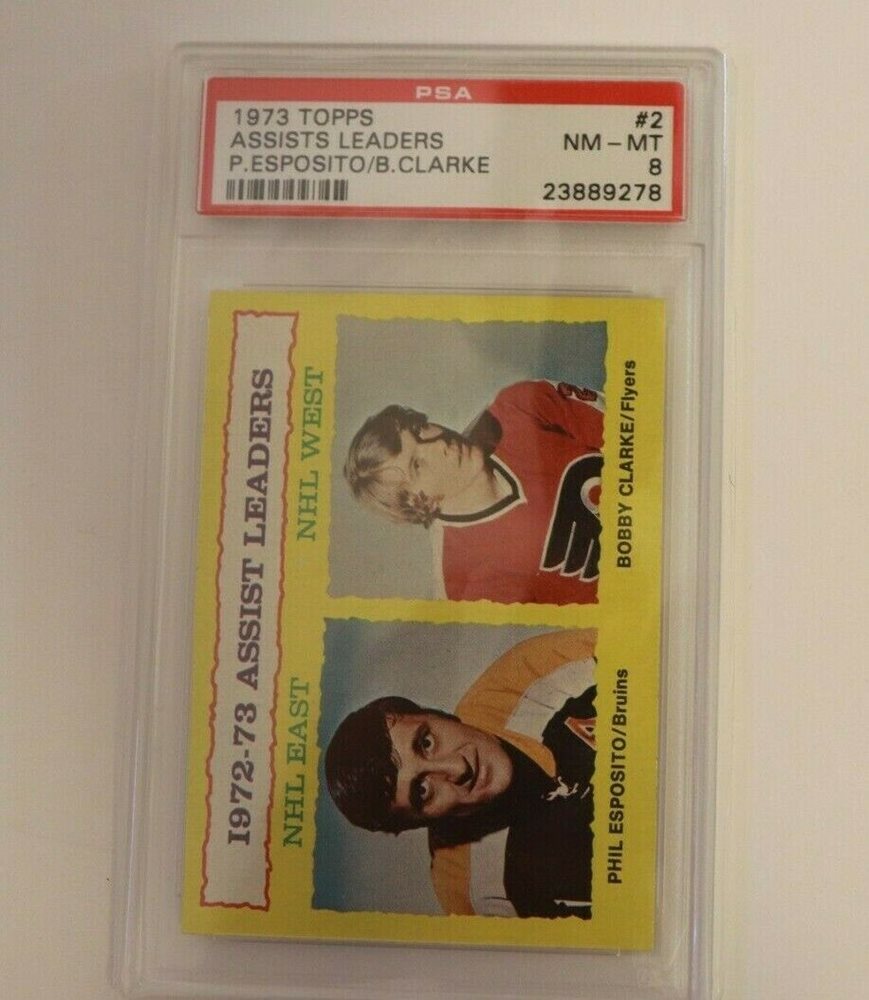 PSA
1973 TOPPS #2
ASSISTS LEADERS NM - MT
P.ESPOSITO/B.CLARKE 8
23889278
1972-73 ASSIST LEADERS
NHL EAST NHL WEST
PHIL ESPOSITO/Bruins BOBBY CLARKE/Flyers